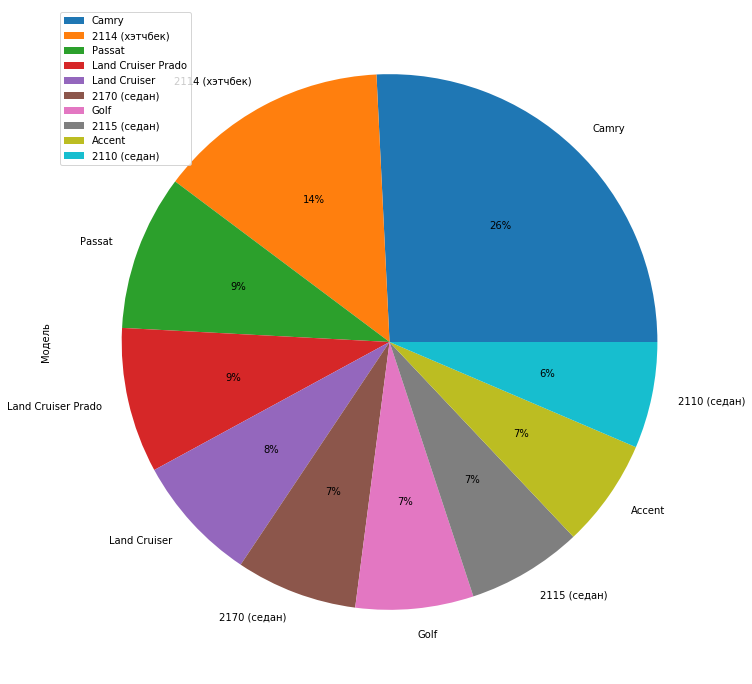 Camry
2114 (хэтчбек)
Passat
Land Cruiser Prado
Land Cruiser
2170 (седан)
Golf
2115 (седан)
Accent
2110 (седан)
2114 (хэтчбек)
Camry
14%
26%
Passat
9%
Модель
9%
6%
Land Cruiser Prado
2110 (седан)
7%
8%
7%
7%
7%
Accent
Land Cruiser
2115 (седан)
2170 (седан)
Golf